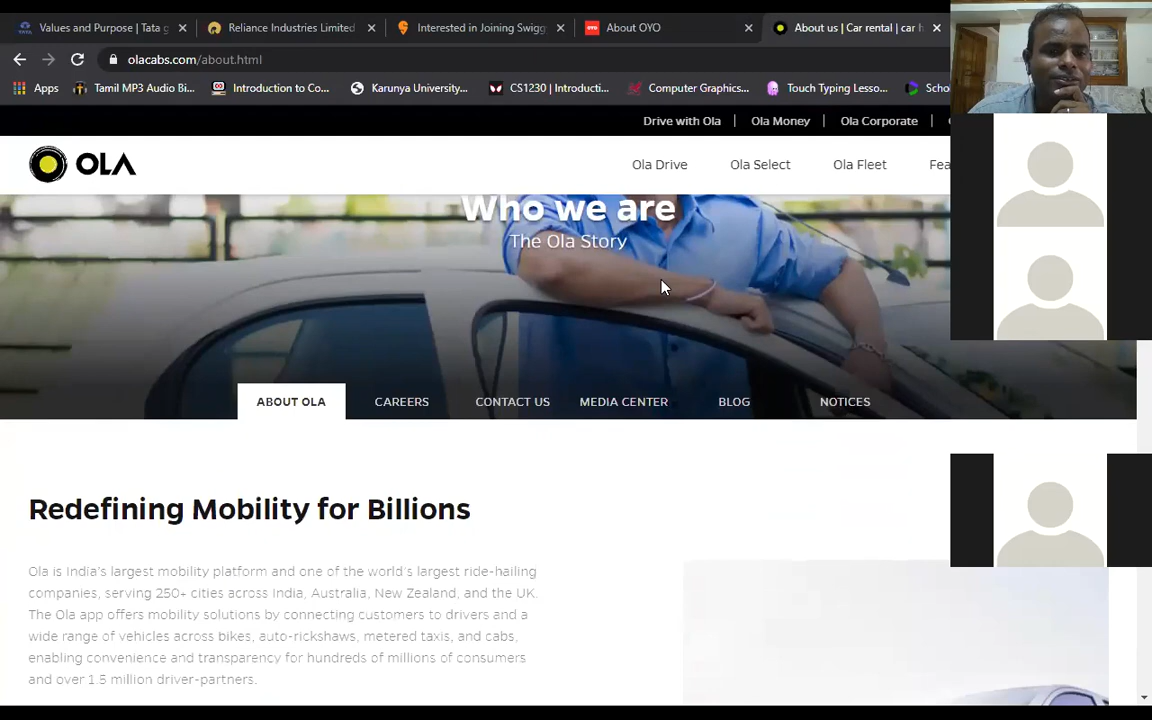 Values and Purpose | Tata g
Reliance Industries Limited
Interested in Joining Swigg
OYO
About OYO
About us | Car rental | car h
olacabs.com/about.html
Apps
Tamil MP3 Audio Bi...
Introduction to Co...
Karunya University...
CS1230 | Introducti...
Computer Graphics...
Touch Typing Lesso...
Schol
Drive with Ola
Ola Money
Ola Corporate
OLA
Ola Drive
Ola Select
Ola Fleet
Fea
Who we are
The Ola Story
ABOUT OLA
CAREERS
CONTACT US
MEDIA CENTER
BLOG
NOTICES
Redefining Mobility for Billions
Ola is India's largest mobility platform and one of the world's largest ride-hailing
companies, serving 250+ cities across India, Australia, New Zealand, and the UK.
The Ola app offers mobility solutions by connecting customers to drivers and a
wide range of vehicles across bikes, auto-rickshaws, metered taxis, and cabs,
enabling convenience and transparency for hundreds of millions of consumers
and over 1.5 million driver-partners.